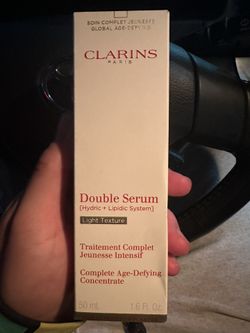 SOIN COMPLET JEUNESSE
GLOBAL AGE-DEFYING
CLARINS
PARIS
Double Serum
[Hydric + Lipidic System]
Light Texture
Traitement Complet
Jeunesse Intensif
Complete Age-Defying
Concentrate
50 mL 1.6 Fl. Oz.